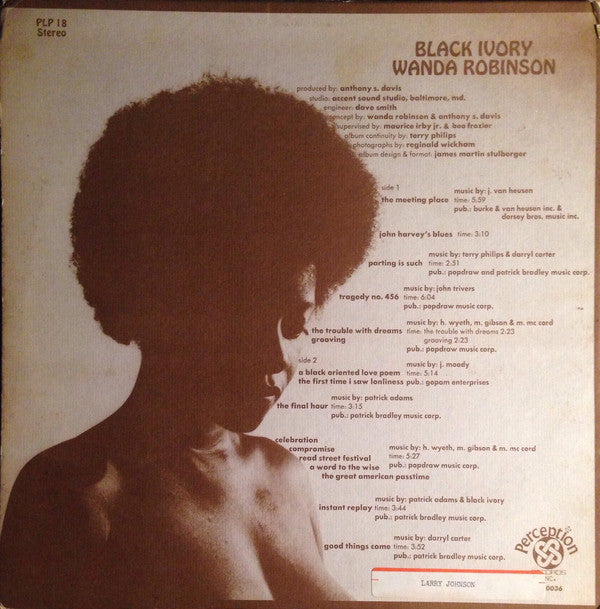 PLP 18
Stereo
BLACK IVORY
WANDA ROBINSON
produced by: anthony s. davis
studio: accent sound studio, baltimore, md.
engineer: dave smith
concept by: wanda robinson & anthony s. davis
supervised by: maurice irby jr. & boo frazier
album continuity by: terry philips
photographs by: reginald wickham
album design & format: james martin stulberger
side 1
the meeting place
music by: j. van heusen
time: 5:59
pub.: burke & van heusen inc. &
dorsey bros. music inc.
john harvey's blues time: 3:10
parting is such
music by: terry philips & darryl carter
time: 2:51
pub.: popdraw and patrick bradley music corp.
tragedy no. 456
music by: john trivers
time: 6:04
pub.: popdraw music corp.
the trouble with dreams
grooving
music by: h. wyeth, m. gibson & m. mc cord
time: the trouble with dreams 2:23
grooving 2:23
pub.: popdraw music corp.
side 2
a black oriented love poem
the first time i saw lonliness
music by: j. moody
time: 5:14
pub.: gopam enterprises
the final hour
music by: patrick adams
time: 3:15
pub.: patrick bradley music corp.
celebration
compromise
read street festival
a word to the wise
the great american passtime
music by: h. wyeth, m. gibson & m. mc cord
time: 5:27
pub.: popdraw music corp.
instant replay
music by: patrick adams & black ivory
time: 3:44
pub.: patrick bradley music corp.
good things come
music by: darryl carter
time: 3:52
pub.: patrick bradley music corp.
Perception
LARRY JOHNSON
0036